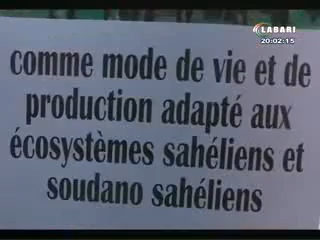 LABARI
20:02:15
comme mode de vie et de
production adapté aux
écosystèmes sahéliens et
soudano sahéliens